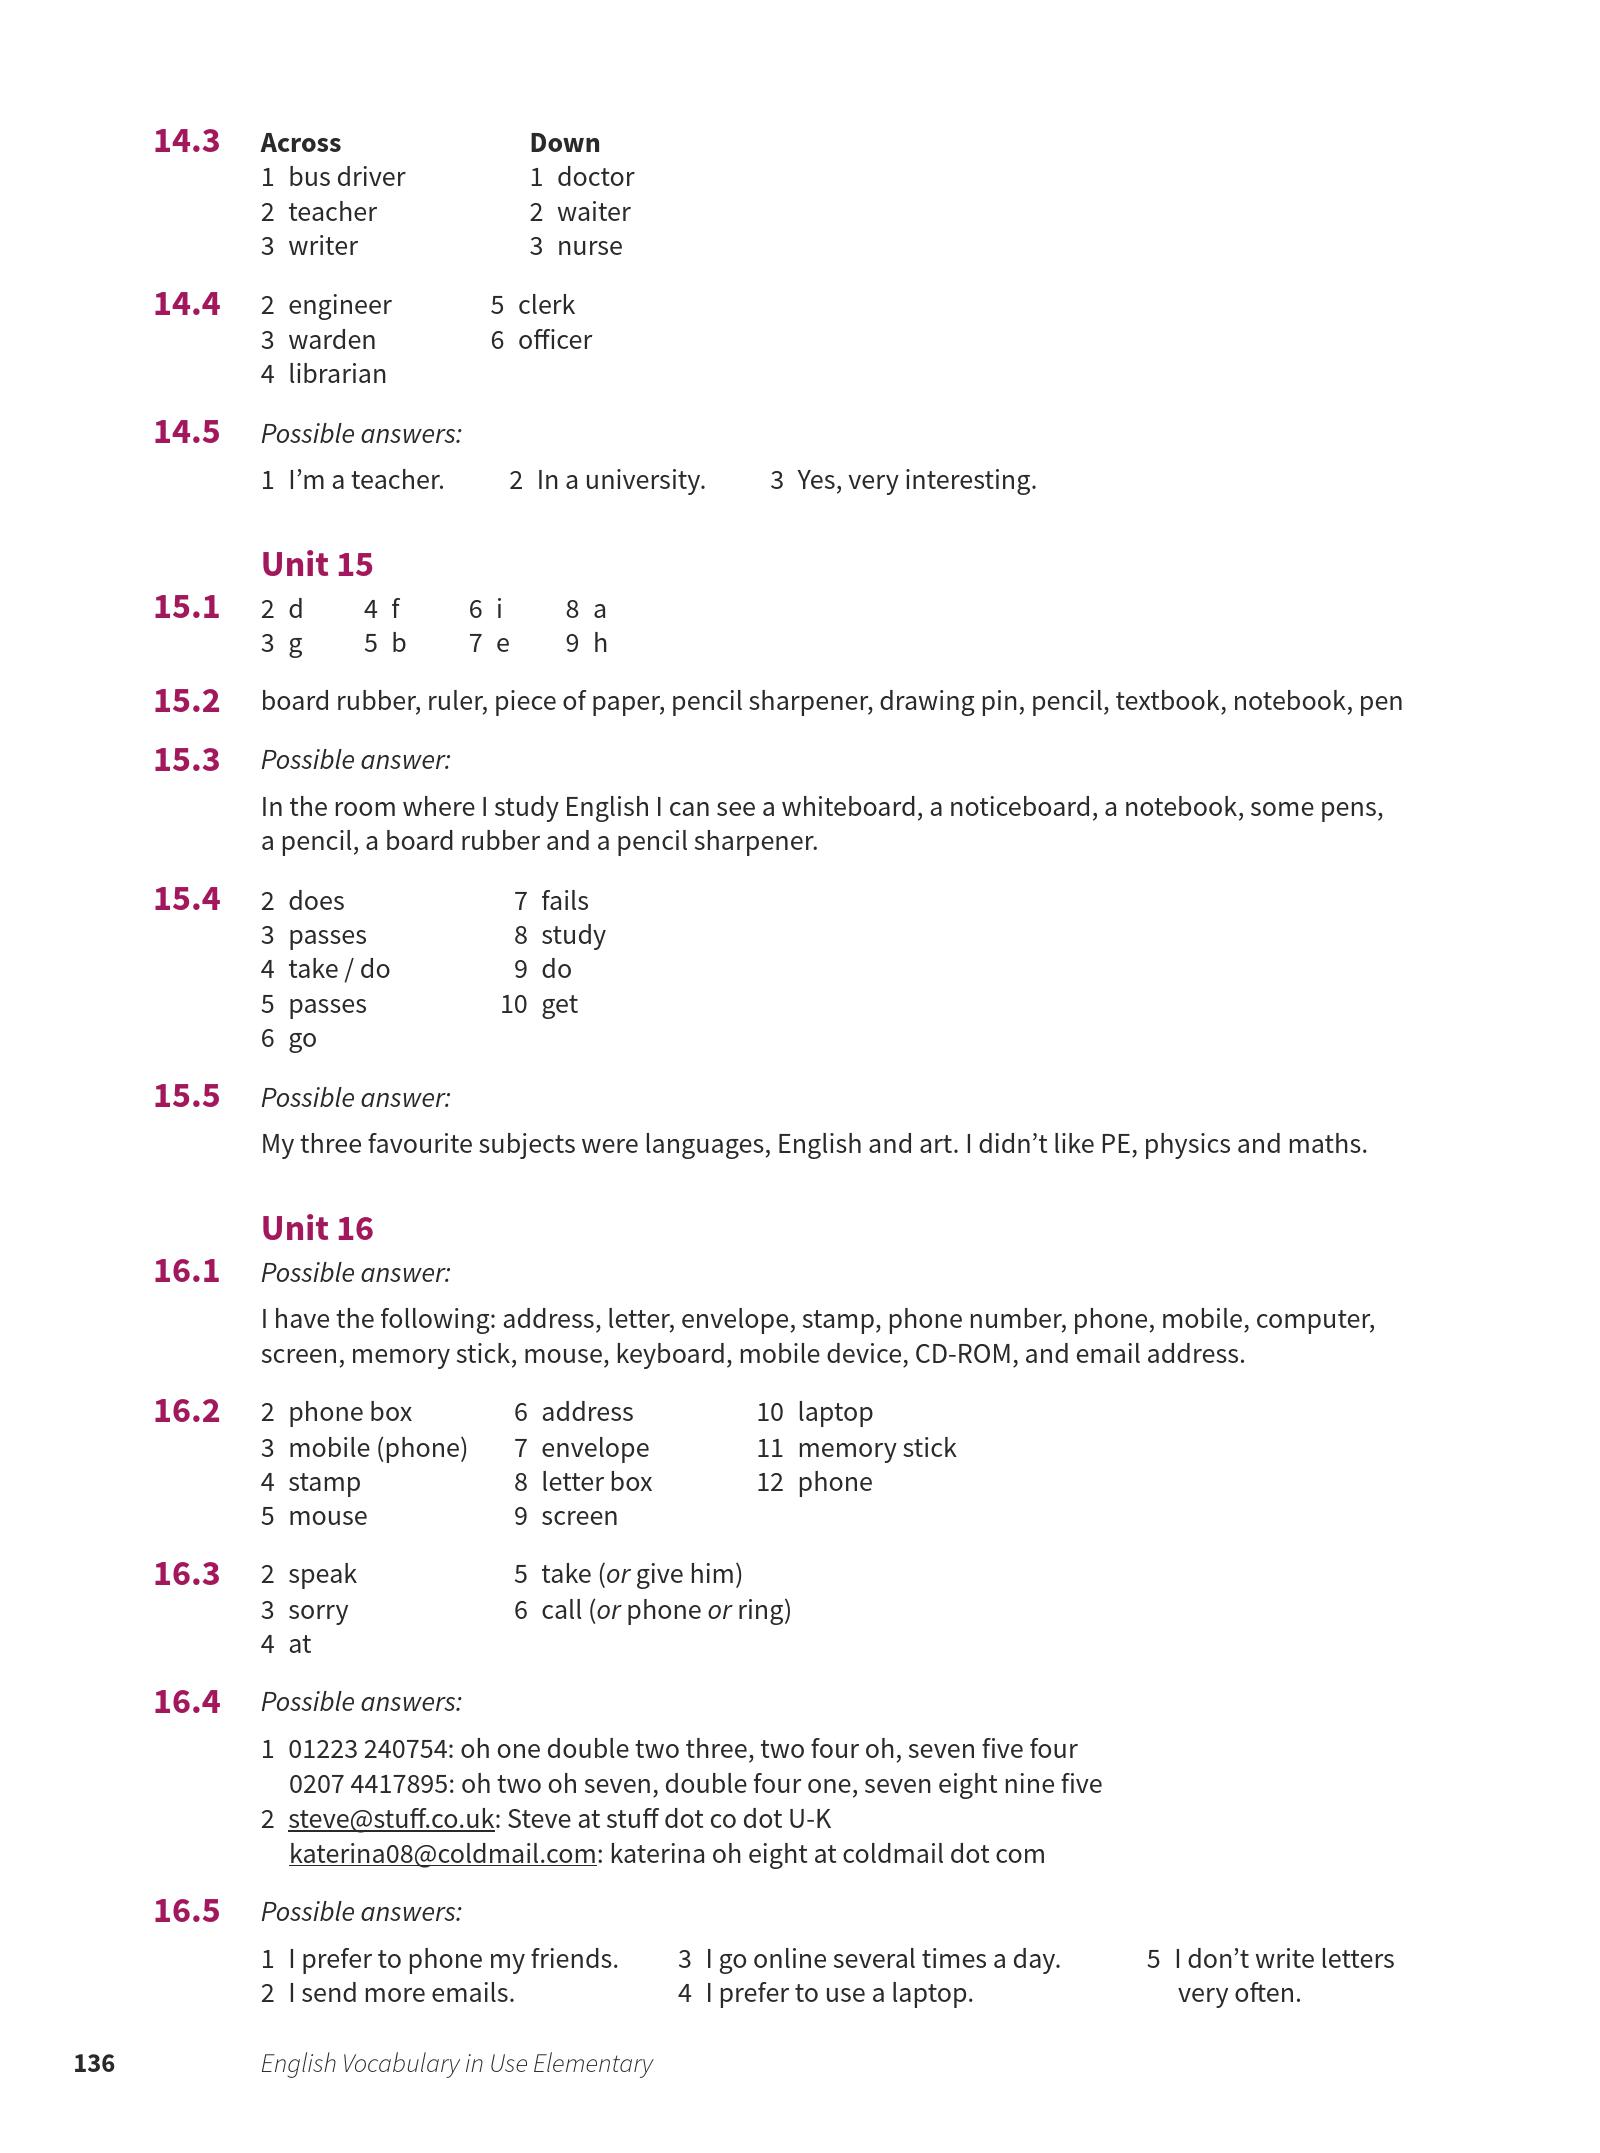 14.3 Across Down
1 bus driver 1 doctor
2 teacher 2 waiter
3 writer 3 nurse
14.4 2 engineer 5 clerk
3 warden 6 officer
4 librarian
14.5 Possible answers:
1 I’m a teacher. 2 In a university. 3 Yes, very interesting.
Unit 15
15.1 2 d 4 f 6 i 8 a
3 g 5 b 7 e 9 h
15.2 board rubber, ruler, piece of paper, pencil sharpener, drawing pin, pencil, textbook, notebook, pen
15.3 Possible answer:
In the room where I study English I can see a whiteboard, a noticeboard, a notebook, some pens,
a pencil, a board rubber and a pencil sharpener.
15.4 2 does 7 fails
3 passes 8 study
4 take / do 9 do
5 passes 10 get
6 go
15.5 Possible answer:
My three favourite subjects were languages, English and art. I didn’t like PE, physics and maths.
Unit 16
16.1 Possible answer:
I have the following: address, letter, envelope, stamp, phone number, phone, mobile, computer,
screen, memory stick, mouse, keyboard, mobile device, CD-ROM, and email address.
16.2 2 phone box 6 address 10 laptop
3 mobile (phone) 7 envelope 11 memory stick
4 stamp 8 letter box 12 phone
5 mouse 9 screen
16.3 2 speak 5 take (or give him)
3 sorry 6 call (or phone or ring)
4 at
16.4 Possible answers:
1 01223 240754: oh one double two three, two four oh, seven five four
0207 4417895: oh two oh seven, double four one, seven eight nine five
2 steve@stuff.co.uk: Steve at stuff dot co dot U-K
katerina08@coldmail.com: katerina oh eight at coldmail dot com
16.5 Possible answers:
1 I prefer to phone my friends. 3 I go online several times a day. 5 I don’t write letters
2 I send more emails. 4 I prefer to use a laptop. very often.
136 English Vocabulary in Use Elementary